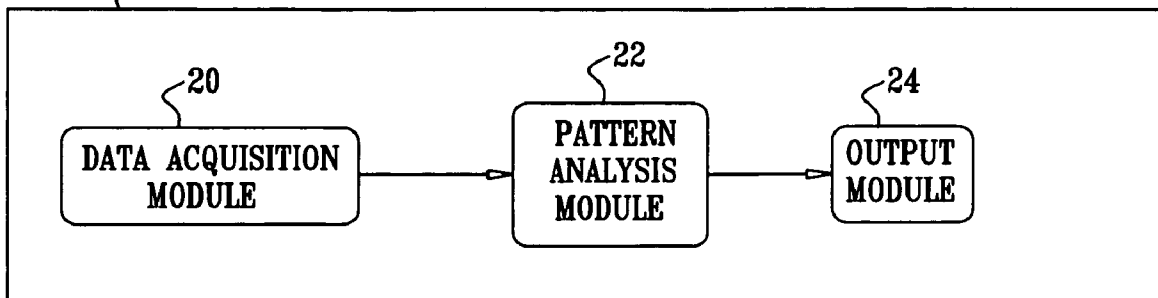 20
DATA ACQUISITION
MODULE
22
PATTERN
ANALYSIS
MODULE
24
OUTPUT
MODULE